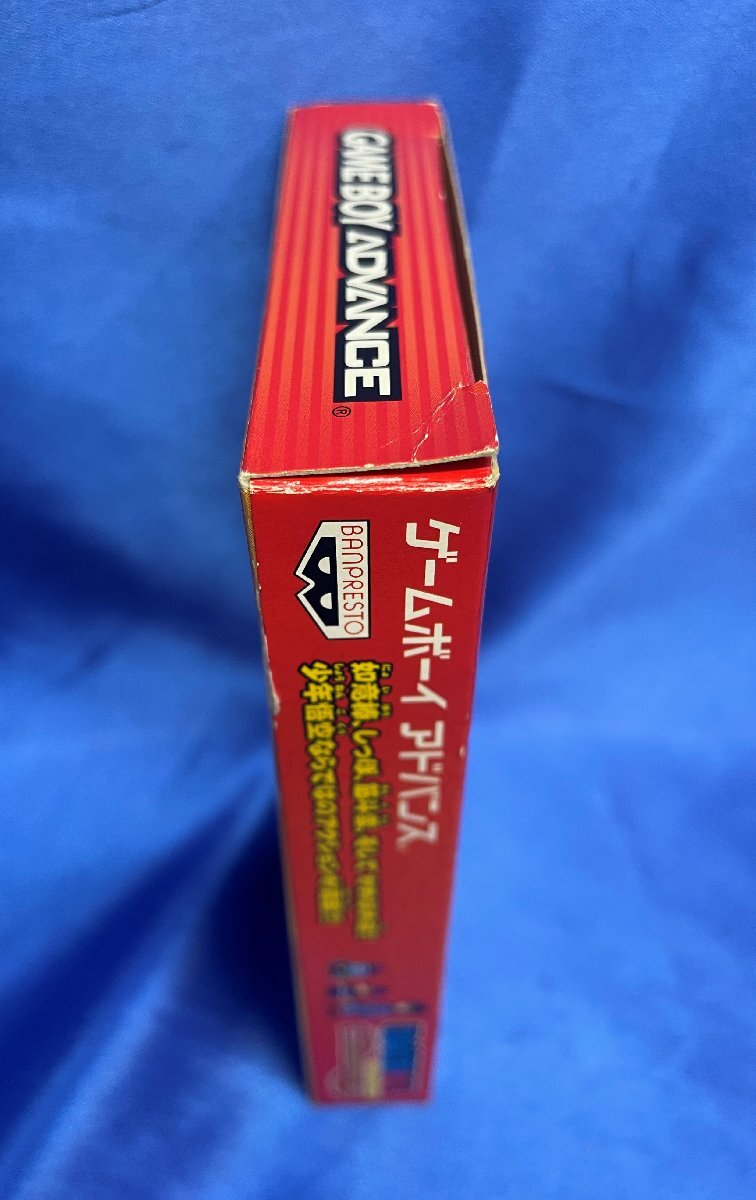 GAME BOY ADVANCE
®
ゲームボーイ アドバンス
BANPRESTO
如意棒、しっぽ、筋斗雲、そして
少年悟空ならではのアクションが満載!!